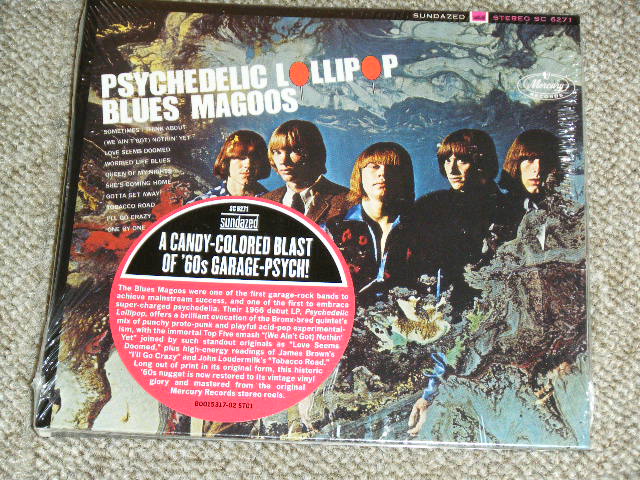 SUNDAZED STEREO SC 6271
PSYCHEDELIC LOLLIPOP
BLUES MAGOOS
Mercury
RECORDS
SOMETIMES I THINK ABOUT
(WE AIN'T GOT) NOTHIN' YET
LOVE SEEMS DOOMED
WORRIED LIFE BLUES
QUEEN OF MY NIGHTS
SHE'S COMING HOME
GOTTA GET AWAY
TOBACCO ROAD
I'LL GO CRAZY
ONE BY ONE
SC 6271
sundazed
A CANDY-COLORED BLAST
OF '60s GARAGE-PSYCH!
The Blues Magoos were one of the first garage-rock bands to
achieve mainstream success, and one of the first to embrace
super-charged psychedelia. Their 1966 debut LP, Psychedelic
Lollipop, offers a brilliant evocation of the Bronx-bred quintet's
mix of punchy proto-punk and playful acid-pop experimental-
ism, with the immortal Top Five smash "(We Ain't Got) Nothin'
Yet" joined by such standout originals as "Love Seems
Doomed," plus high-energy readings of James Brown's
"I'll Go Crazy" and John Loudermilk's "Tobacco Road."
Long out of print in its original form, this historic
'60s nugget is now restored to its vintage vinyl
glory and mastered from the original
Mercury Records stereo reels.
B0015317-02 ST01